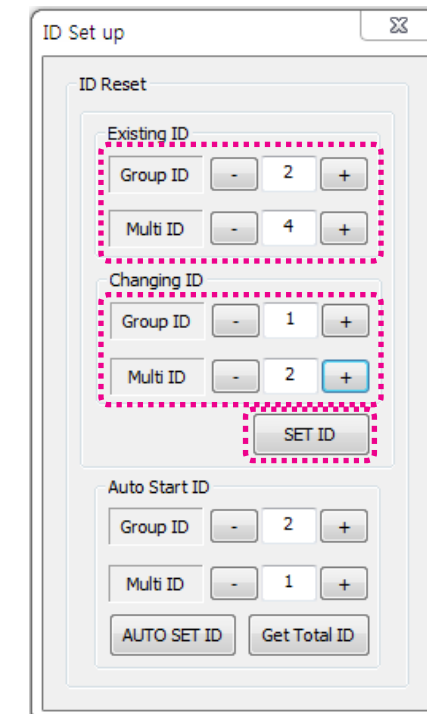 ID Set up
ID Reset
Existing ID
Group ID - 2 +
Multi ID - 4 +
Changing ID
Group ID - 1 +
Multi ID - 2 +
SET ID
Auto Start ID
Group ID - 2 +
Multi ID - 1 +
AUTO SET ID Get Total ID